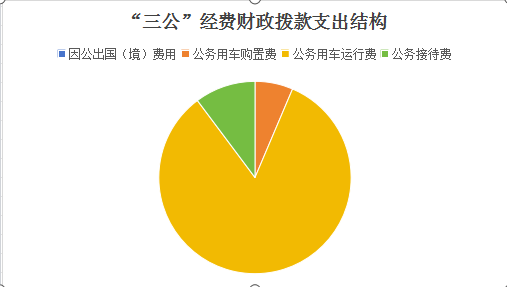 “三公”经费财政拨款支出结构
因公出国（境）费用 公务用车购置费 公务用车运行费 公务接待费